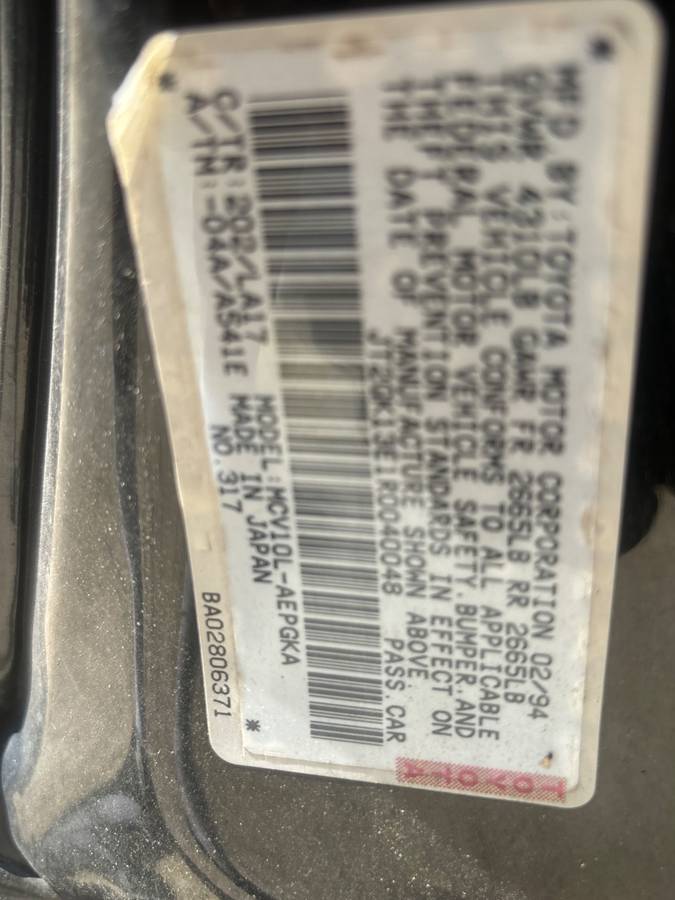 MFD BY:TOYOTA MOTOR CORPORATION 02/94
GVWR 4310LB GAWR FR 2665LB RR 2665LB
THIS VEHICLE CONFORMS TO ALL APPLICABLE
FEDERAL MOTOR VEHICLE SAFETY,BUMPER,AND
THEFT PREVENTION STANDARDS IN EFFECT ON
THE DATE OF MANUFACTURE SHOWN ABOVE.
JT2GK13E1R0040048 PASS.CAR
MODEL:MCV10L-AEPGKA
C/TR:202/LA17 MADE IN JAPAN
A/TM:-04A/A541E NO.317
BA02806371
TOYOTA